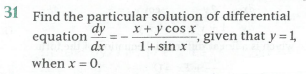 31 Find the particular solution of differential
equation dy/dx = - (x + y cos x)/(1 + sin x), given that y = 1,
when x = 0.